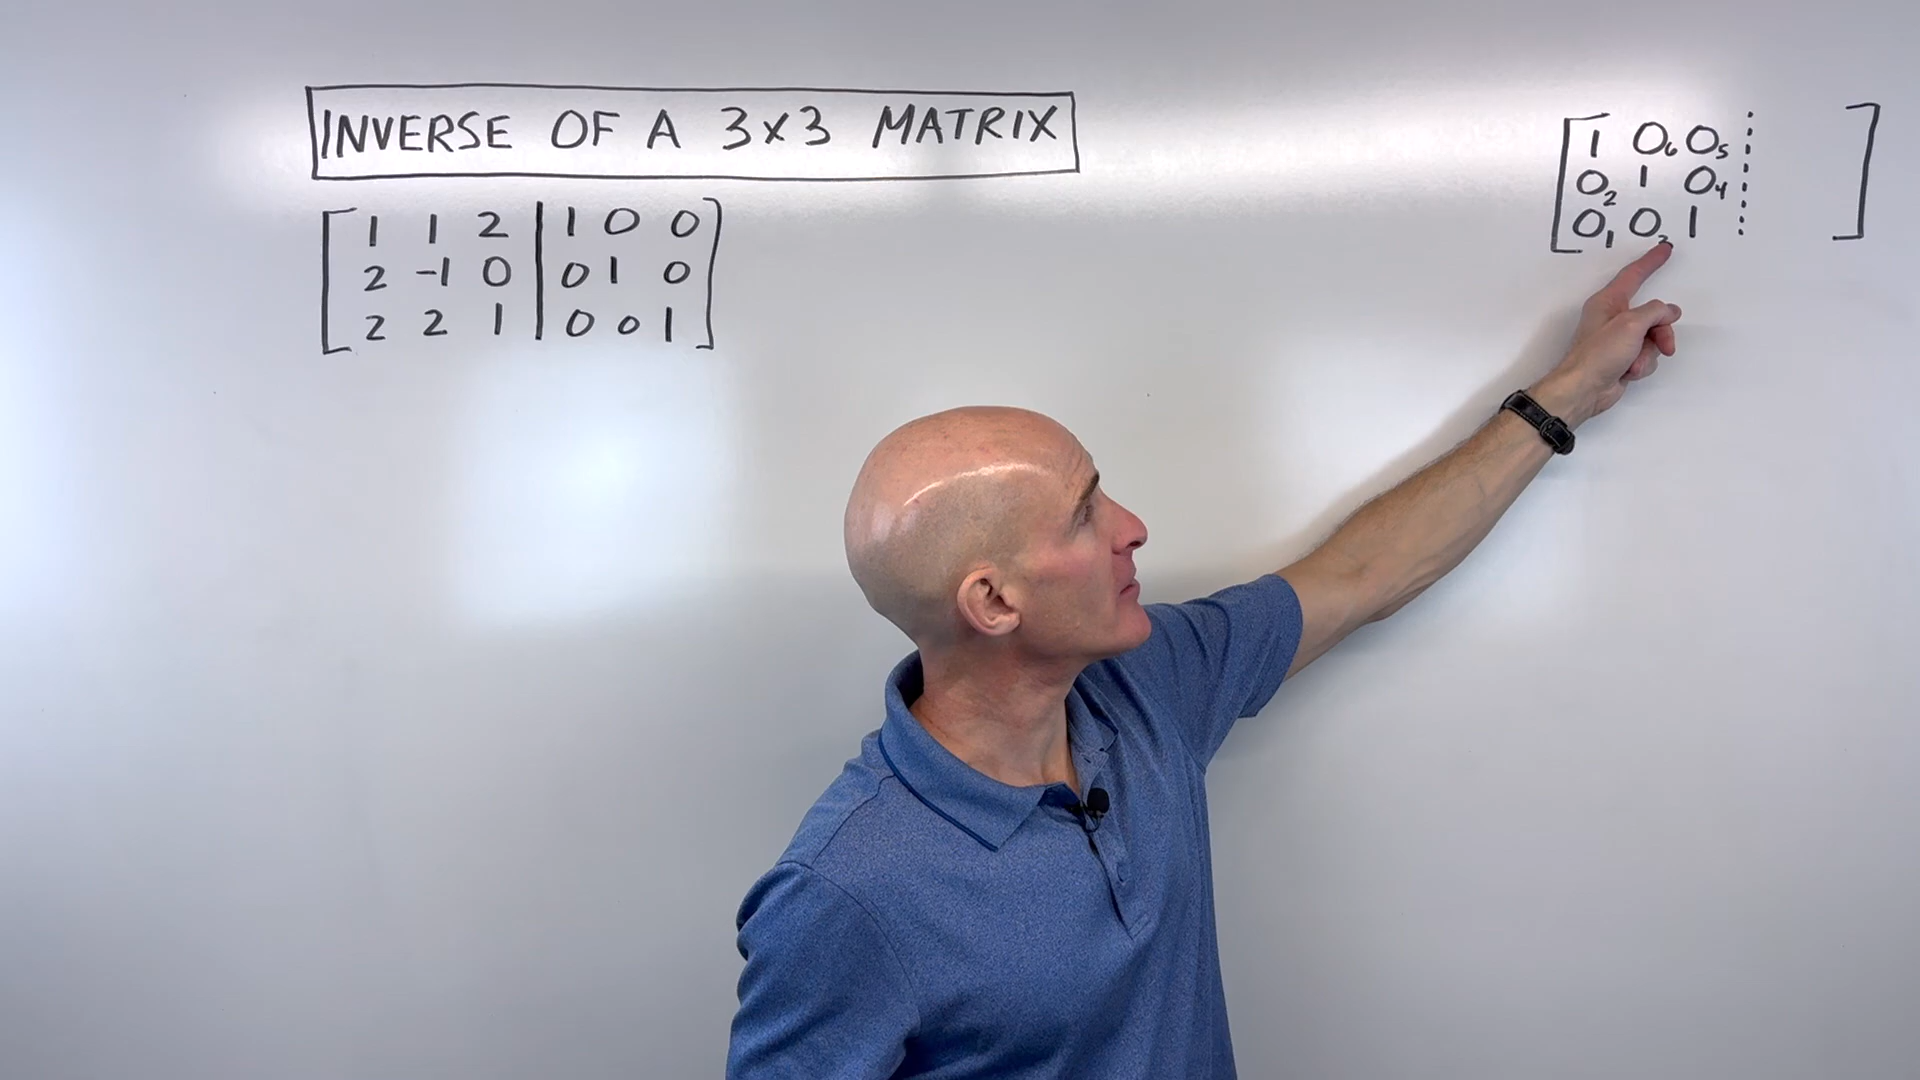 INVERSE OF A 3x3 MATRIX
1 1 2 | 1 0 0
2 -1 0 | 0 1 0
2 2 1 | 0 0 1
1 0₆ 0₅
0₂ 1 0₄
0₁ 0₃ 1